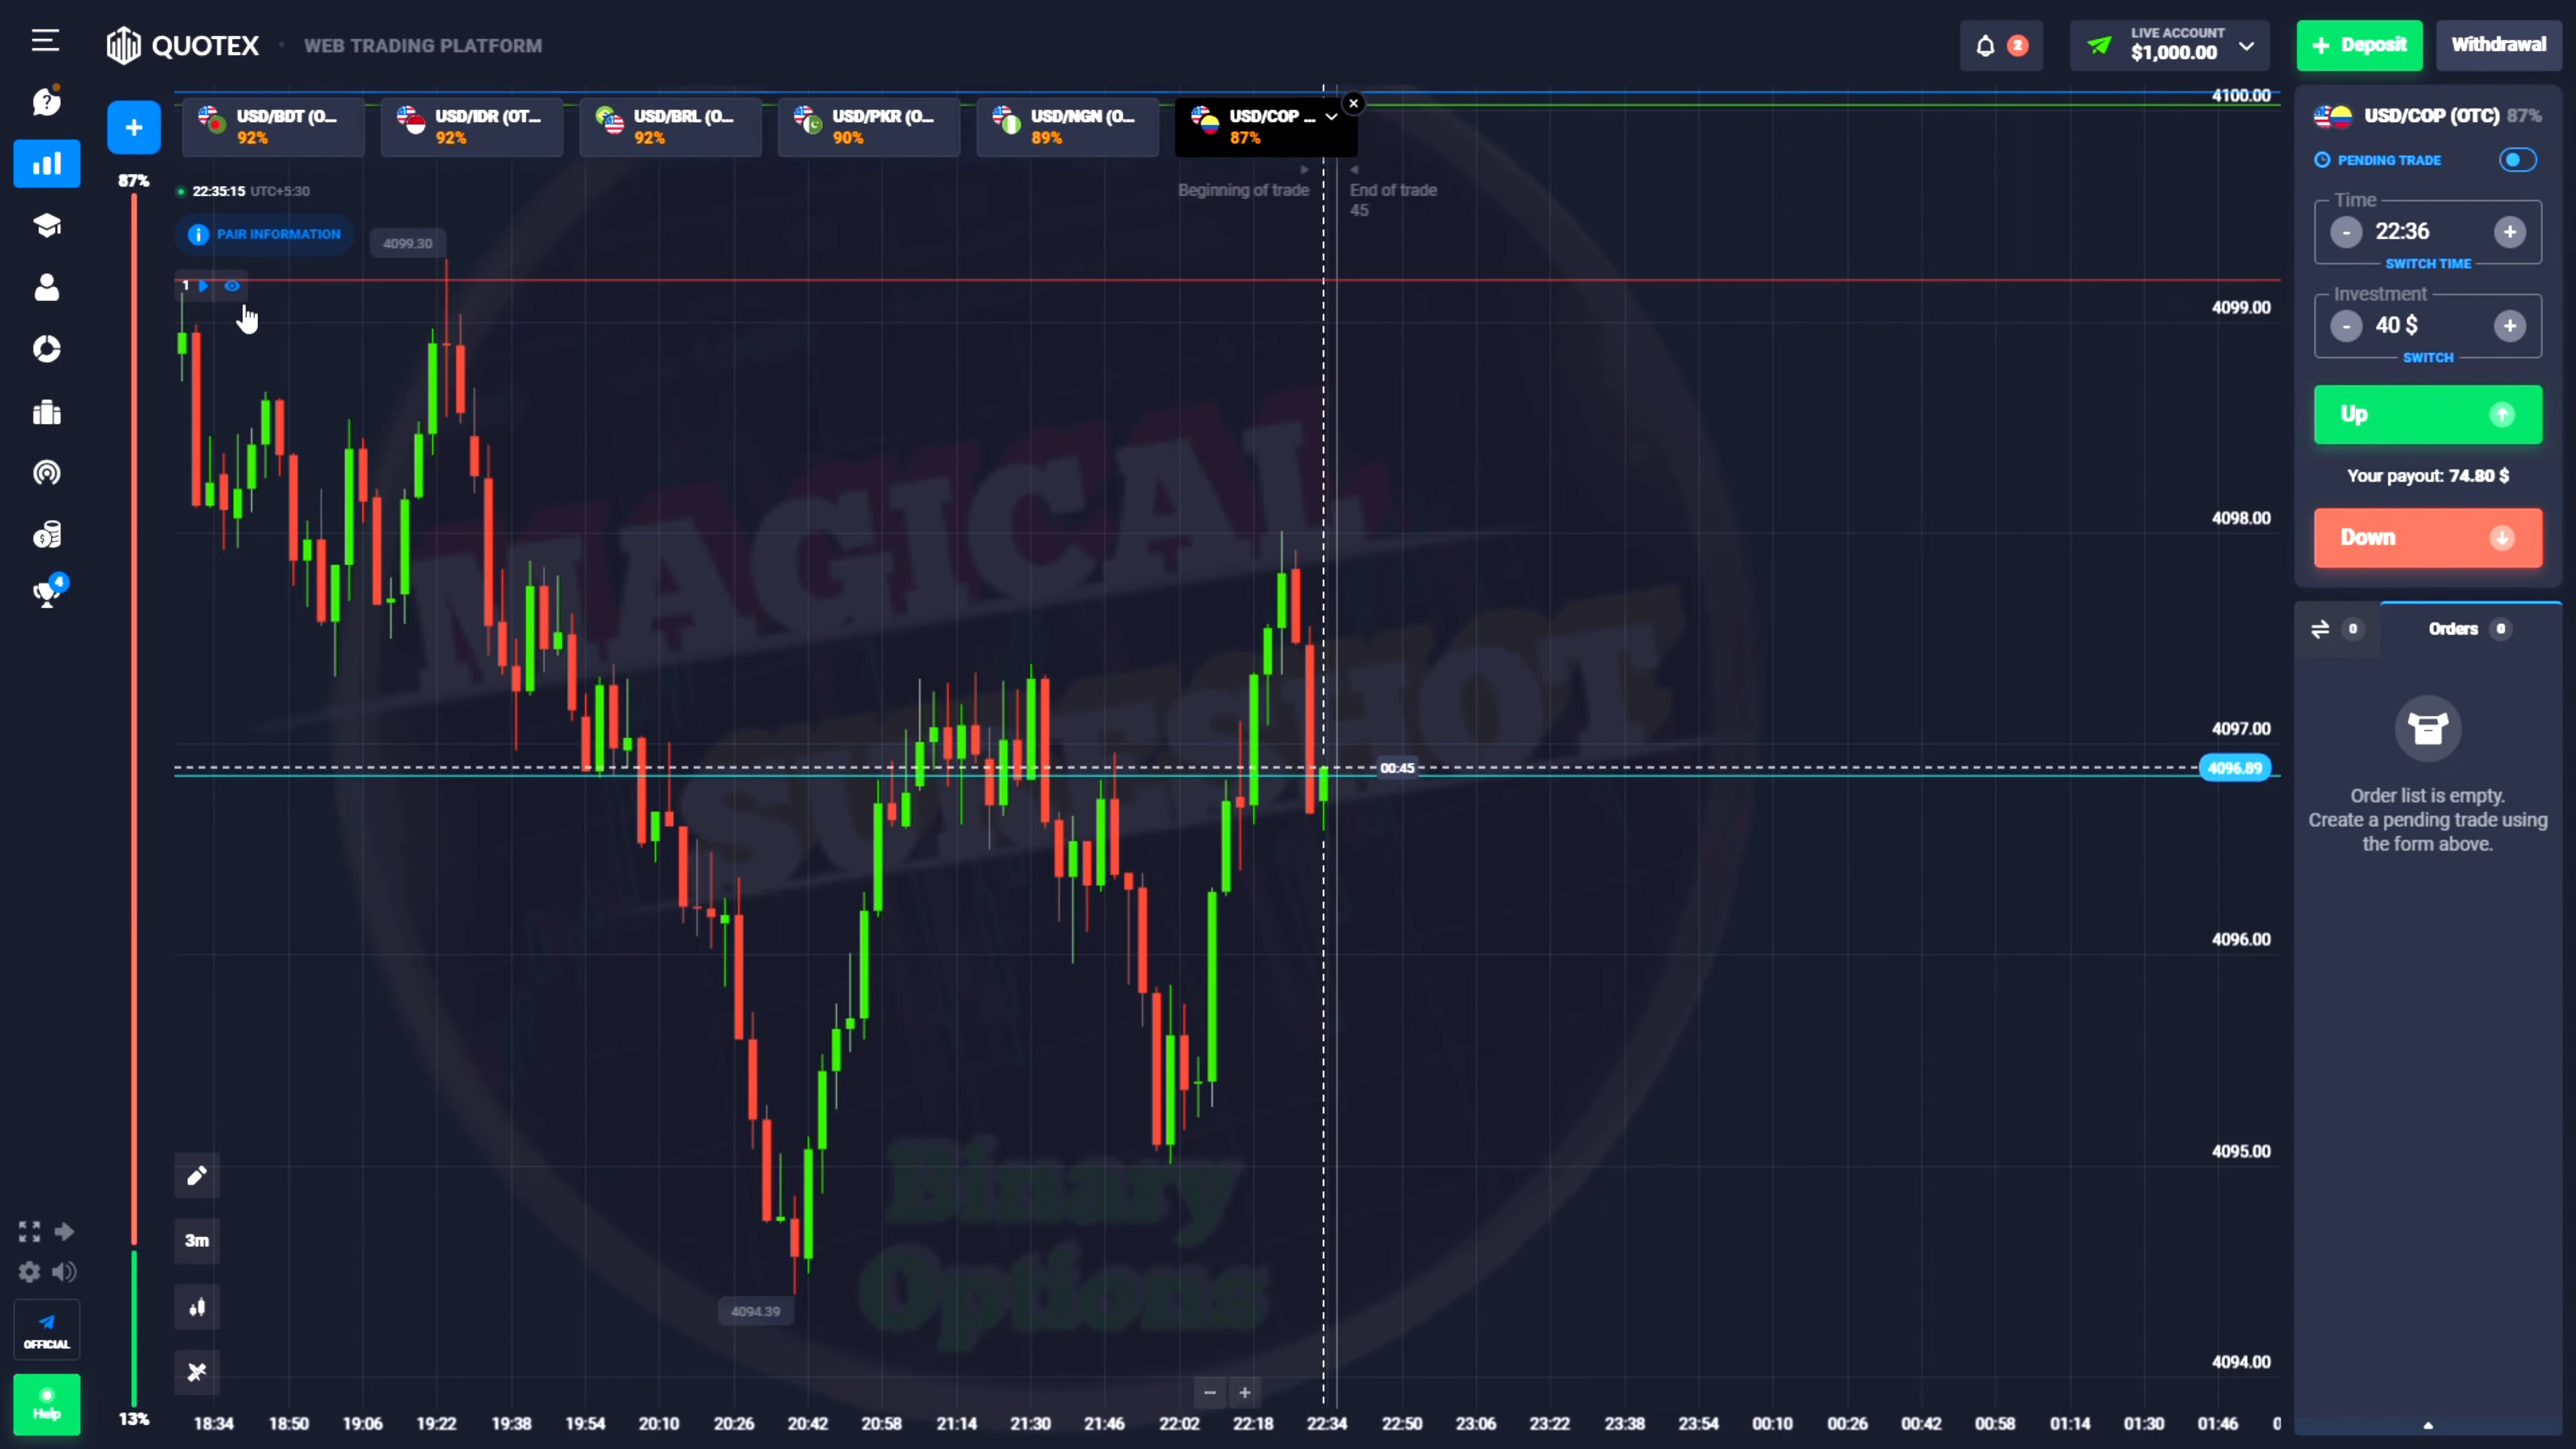 QUOTEX
WEB TRADING PLATFORM
2
LIVE ACCOUNT
$1,000.00
+ Deposit
Withdrawal
USD/BDT (O...
92%
USD/IDR (OT...
92%
USD/BRL (O...
92%
USD/PKR (O...
90%
USD/NGN (O...
89%
USD/COP ...
87%
4100.00
87%
22:35:15 UTC+5:30
PAIR INFORMATION
4099.30
1
Beginning of trade
End of trade
45
4099.00
4098.00
4097.00
4096.89
00:45
4096.00
4095.00
4094.39
4094.00
MAGICAL
SURESHOT
Binary
Options
4
3m
OFFICIAL
Help
13%
18:34 18:50 19:06 19:22 19:38 19:54 20:10 20:26 20:42 20:58 21:14 21:30 21:46 22:02 22:18 22:34 22:50 23:06 23:22 23:38 23:54 00:10 00:26 00:42 00:58 01:14 01:30 01:46 0
USD/COP (OTC) 87%
PENDING TRADE
Time
- 22:36 +
SWITCH TIME
Investment
- 40 $ +
SWITCH
Up
Your payout: 74.80 $
Down
0
Orders 0
Order list is empty.
Create a pending trade using
the form above.